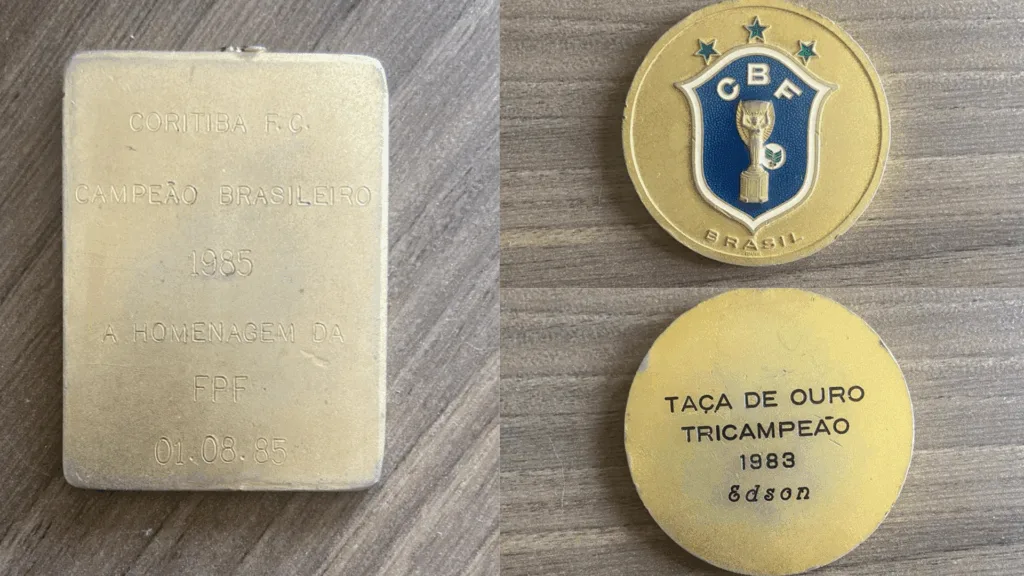 CORITIBA F.C.
CAMPEÃO BRASILEIRO
1985
A HOMENAGEM DA
FPF
01.08.85
CBF
BRASIL
TAÇA DE OURO
TRICAMPEÃO
1983
Edson